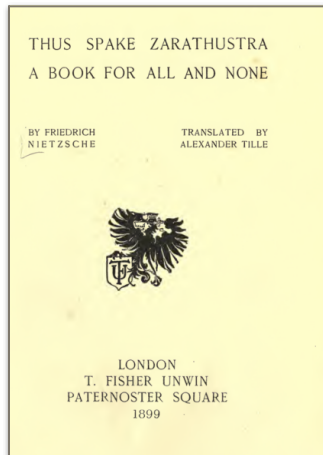 THUS SPAKE ZARATHUSTRA
A BOOK FOR ALL AND NONE
BY FRIEDRICH
NIETZSCHE
TRANSLATED BY
ALEXANDER TILLE
LONDON
T. FISHER UNWIN
PATERNOSTER SQUARE
1899